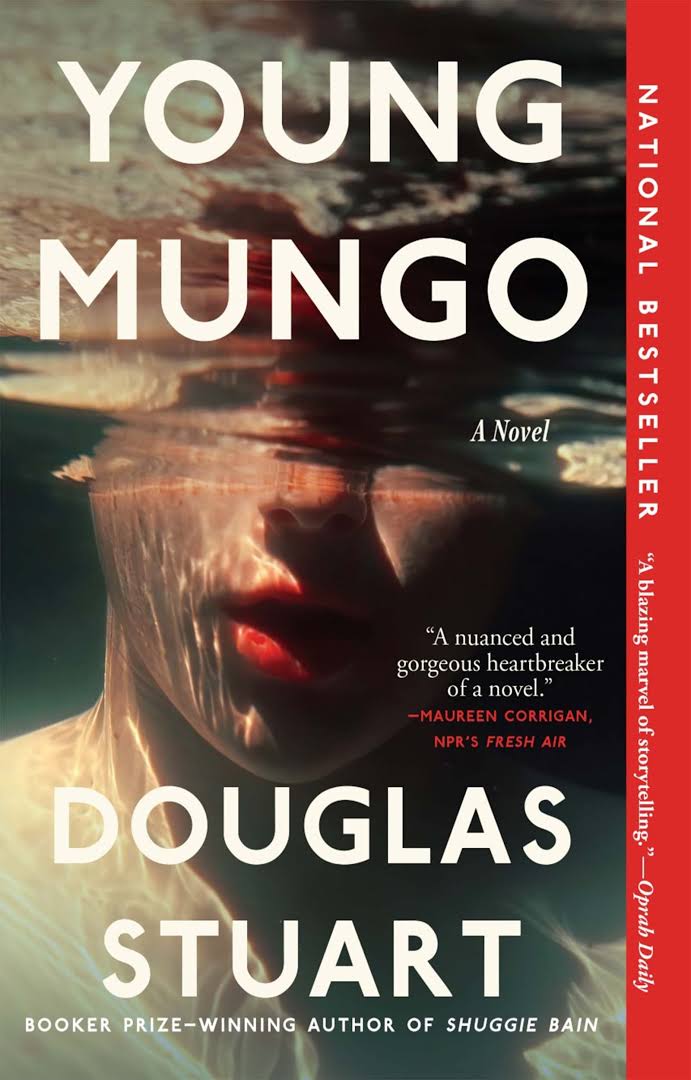 YOUNG
MUNGO
A Novel
“A nuanced and
gorgeous heartbreaker
of a novel.”
—MAUREEN CORRIGAN,
NPR’S FRESH AIR
DOUGLAS
STUART
BOOKER PRIZE–WINNING AUTHOR OF SHUGGIE BAIN
NATIONAL BESTSELLER
“A blazing marvel of storytelling.”—Oprah Daily